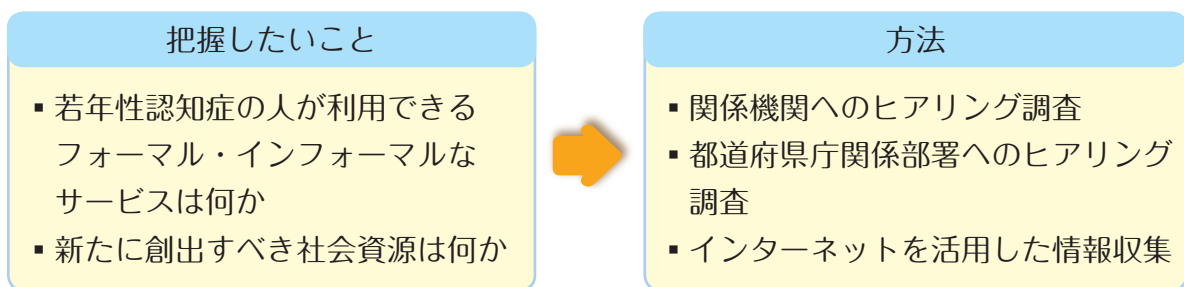 把握したいこと
▪ 若年性認知症の人が利用できる
フォーマル・インフォーマルな
サービスは何か
▪ 新たに創出すべき社会資源は何か
方法
▪ 関係機関へのヒアリング調査
▪ 都道府県庁関係部署へのヒアリング
調査
▪ インターネットを活用した情報収集